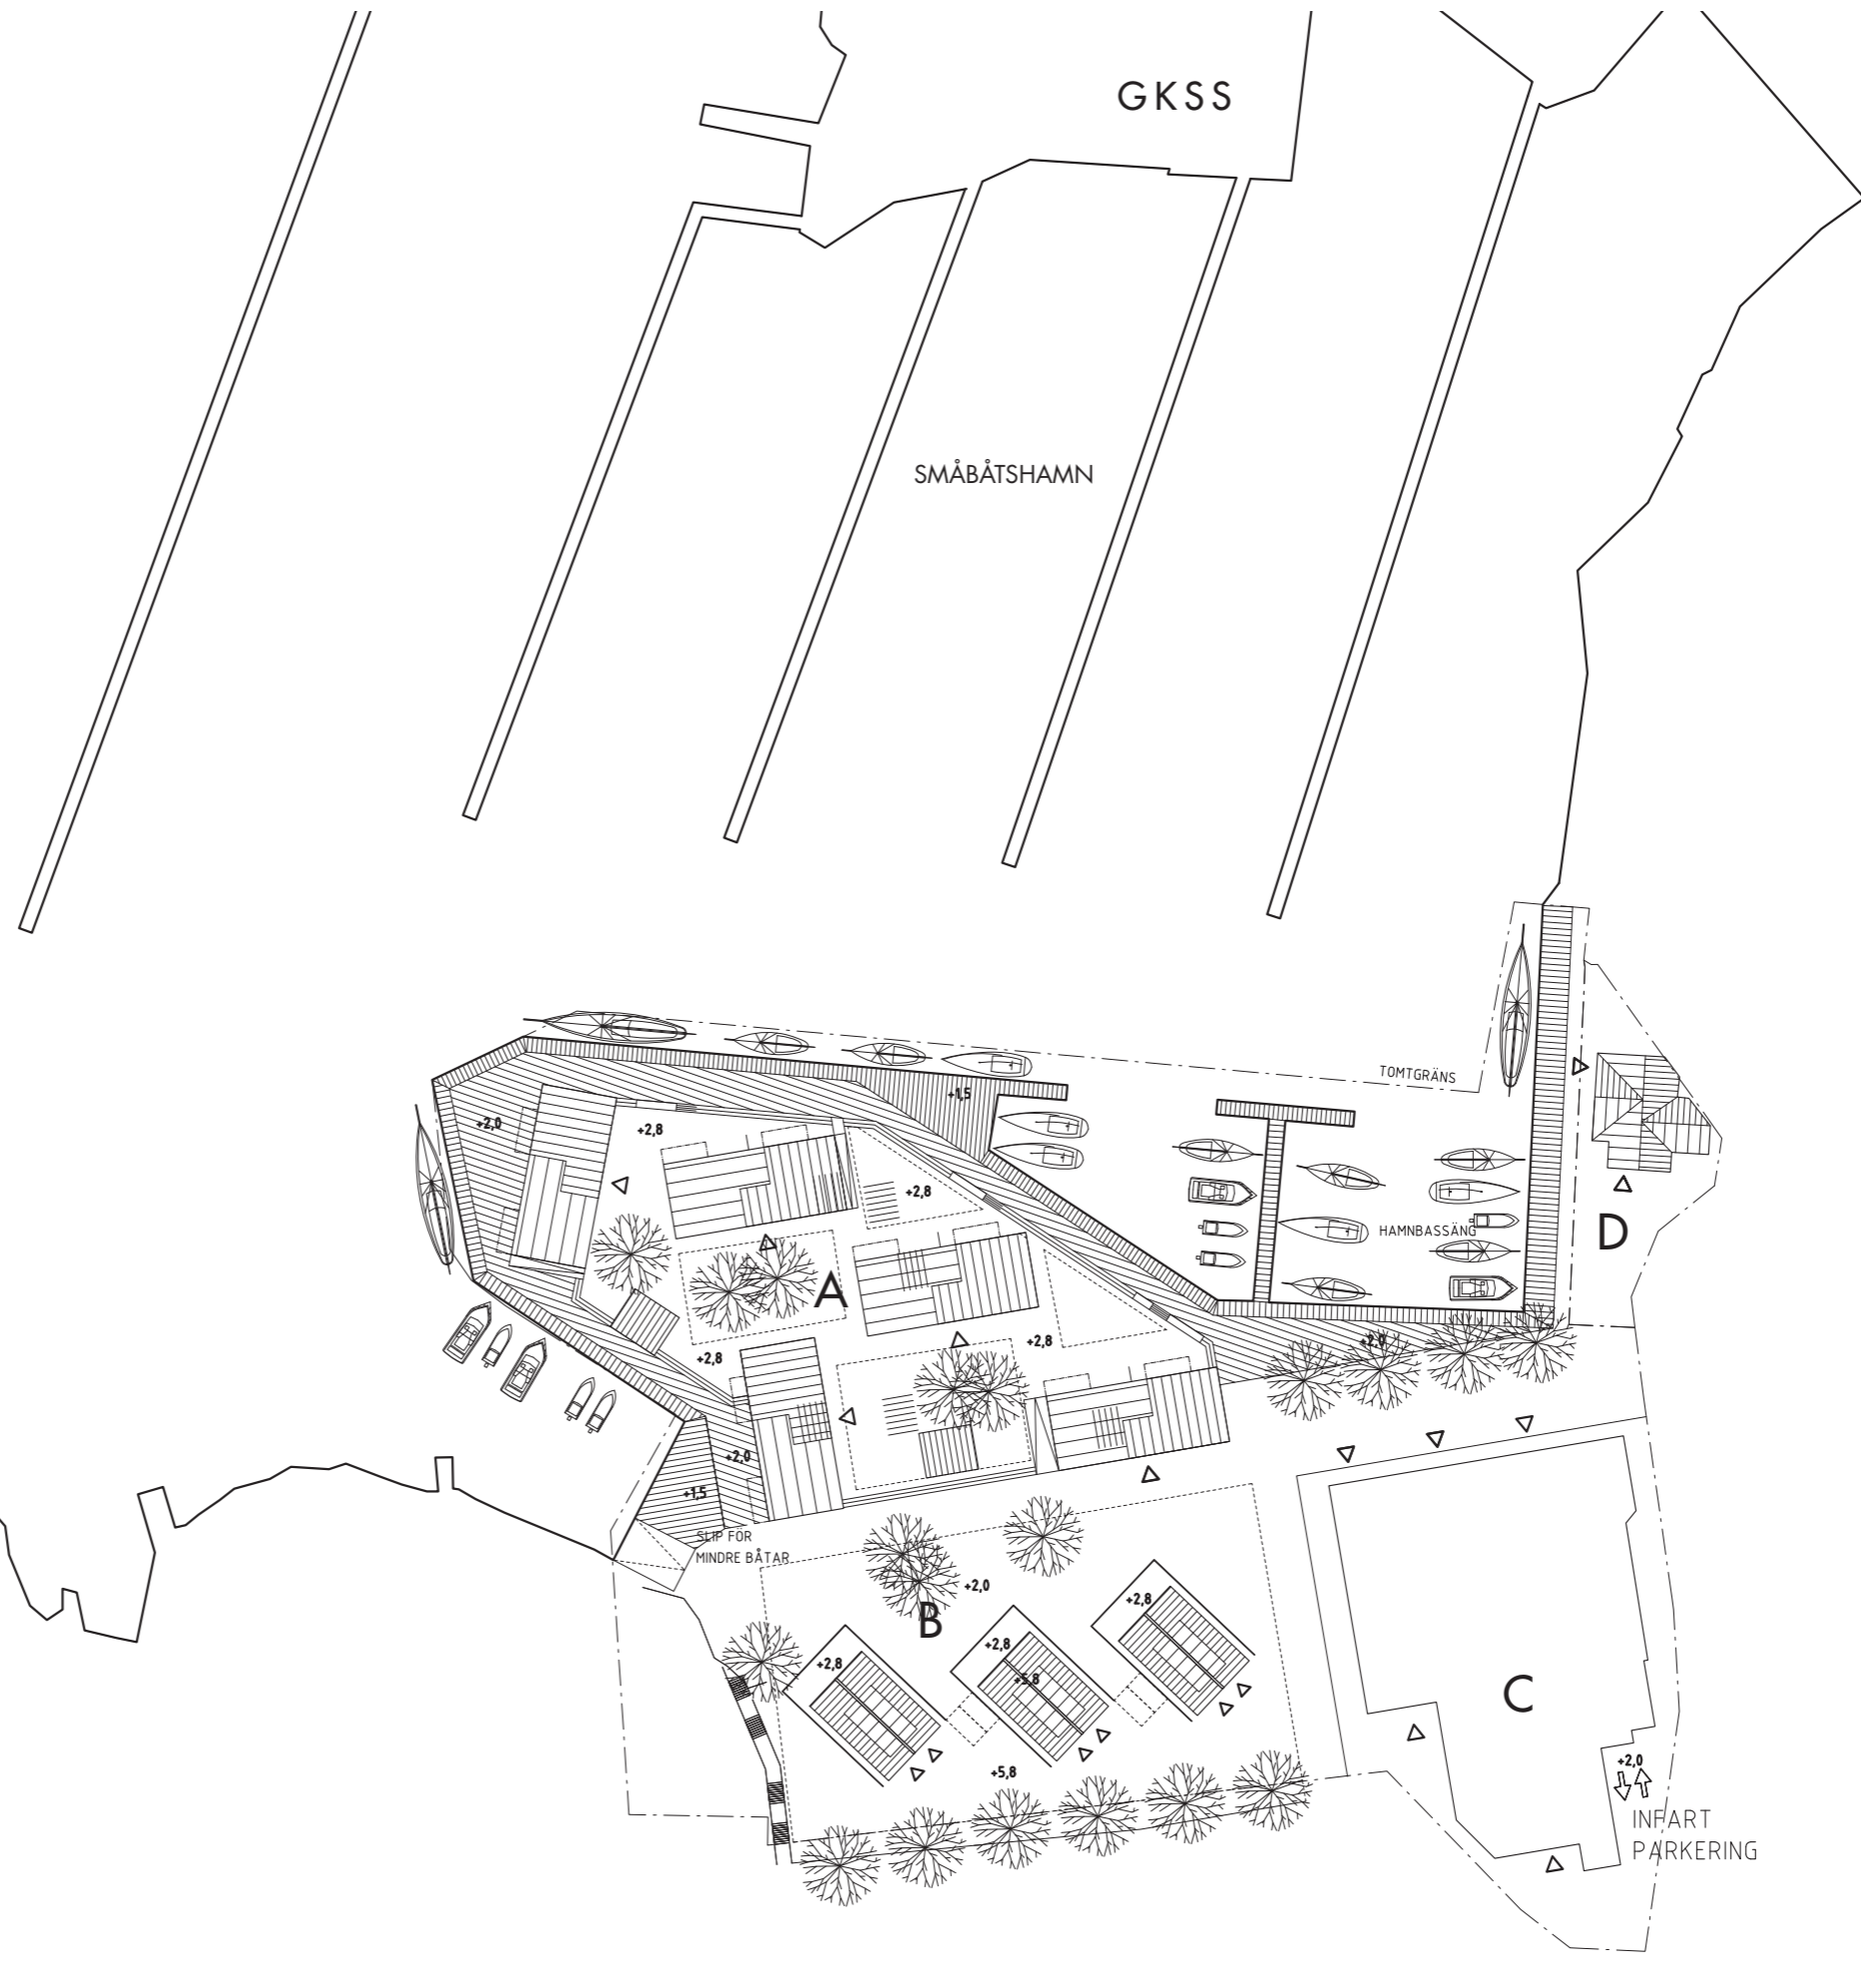 GKSS
SMÅBÅTSHAMN
TOMTGRÄNS
+1,5
+2,0
+2,8
+2,8
HAMNBASSÄNG
D
A
+2,8
+2,0
+2,8
+2,0
+1,5
SLIP FÖR
MINDRE BÅTAR
+2,0
B
+2,8
+2,8
+2,8
+5,8
C
+5,8
+2,0
INFART
PARKERING